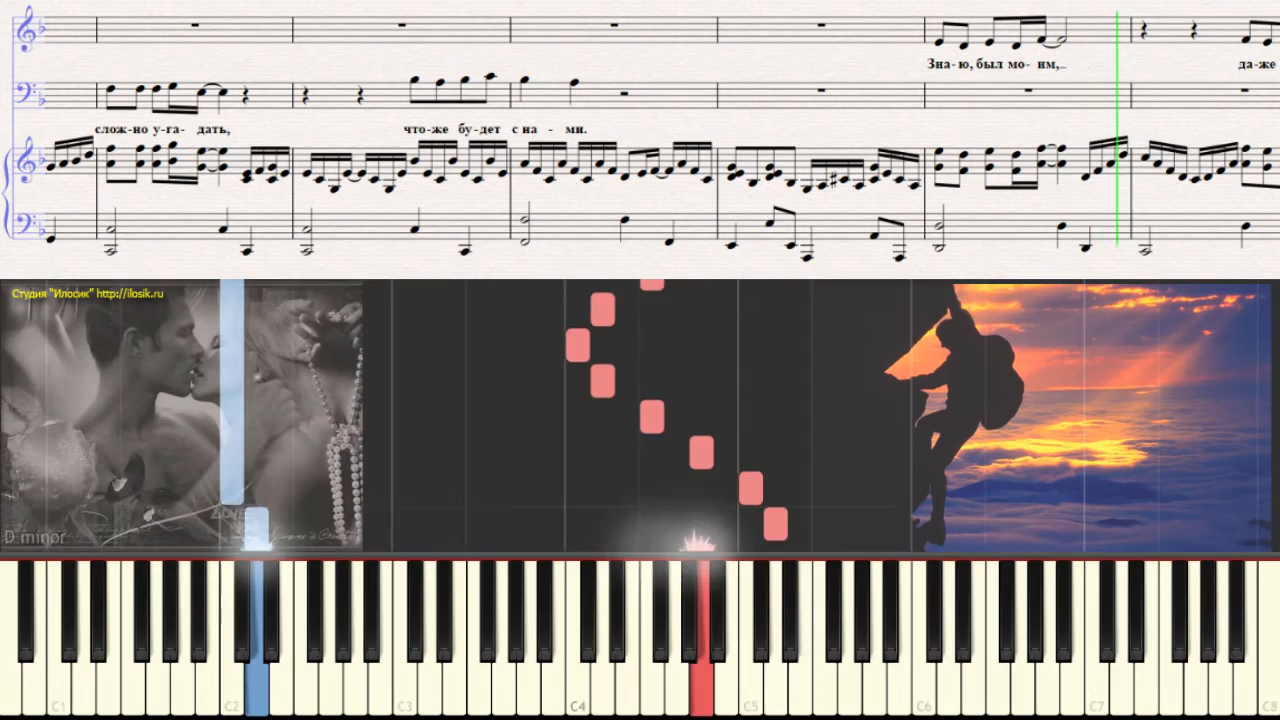 Зна-ю, был мо- им,
да-же
слож-но у-га- дать,
что-же бу-дет с на - ми.
Студия "Илосик" http://ilosik.ru
D minor
C1 C2 C3 C4 C5 C6 C7 C8